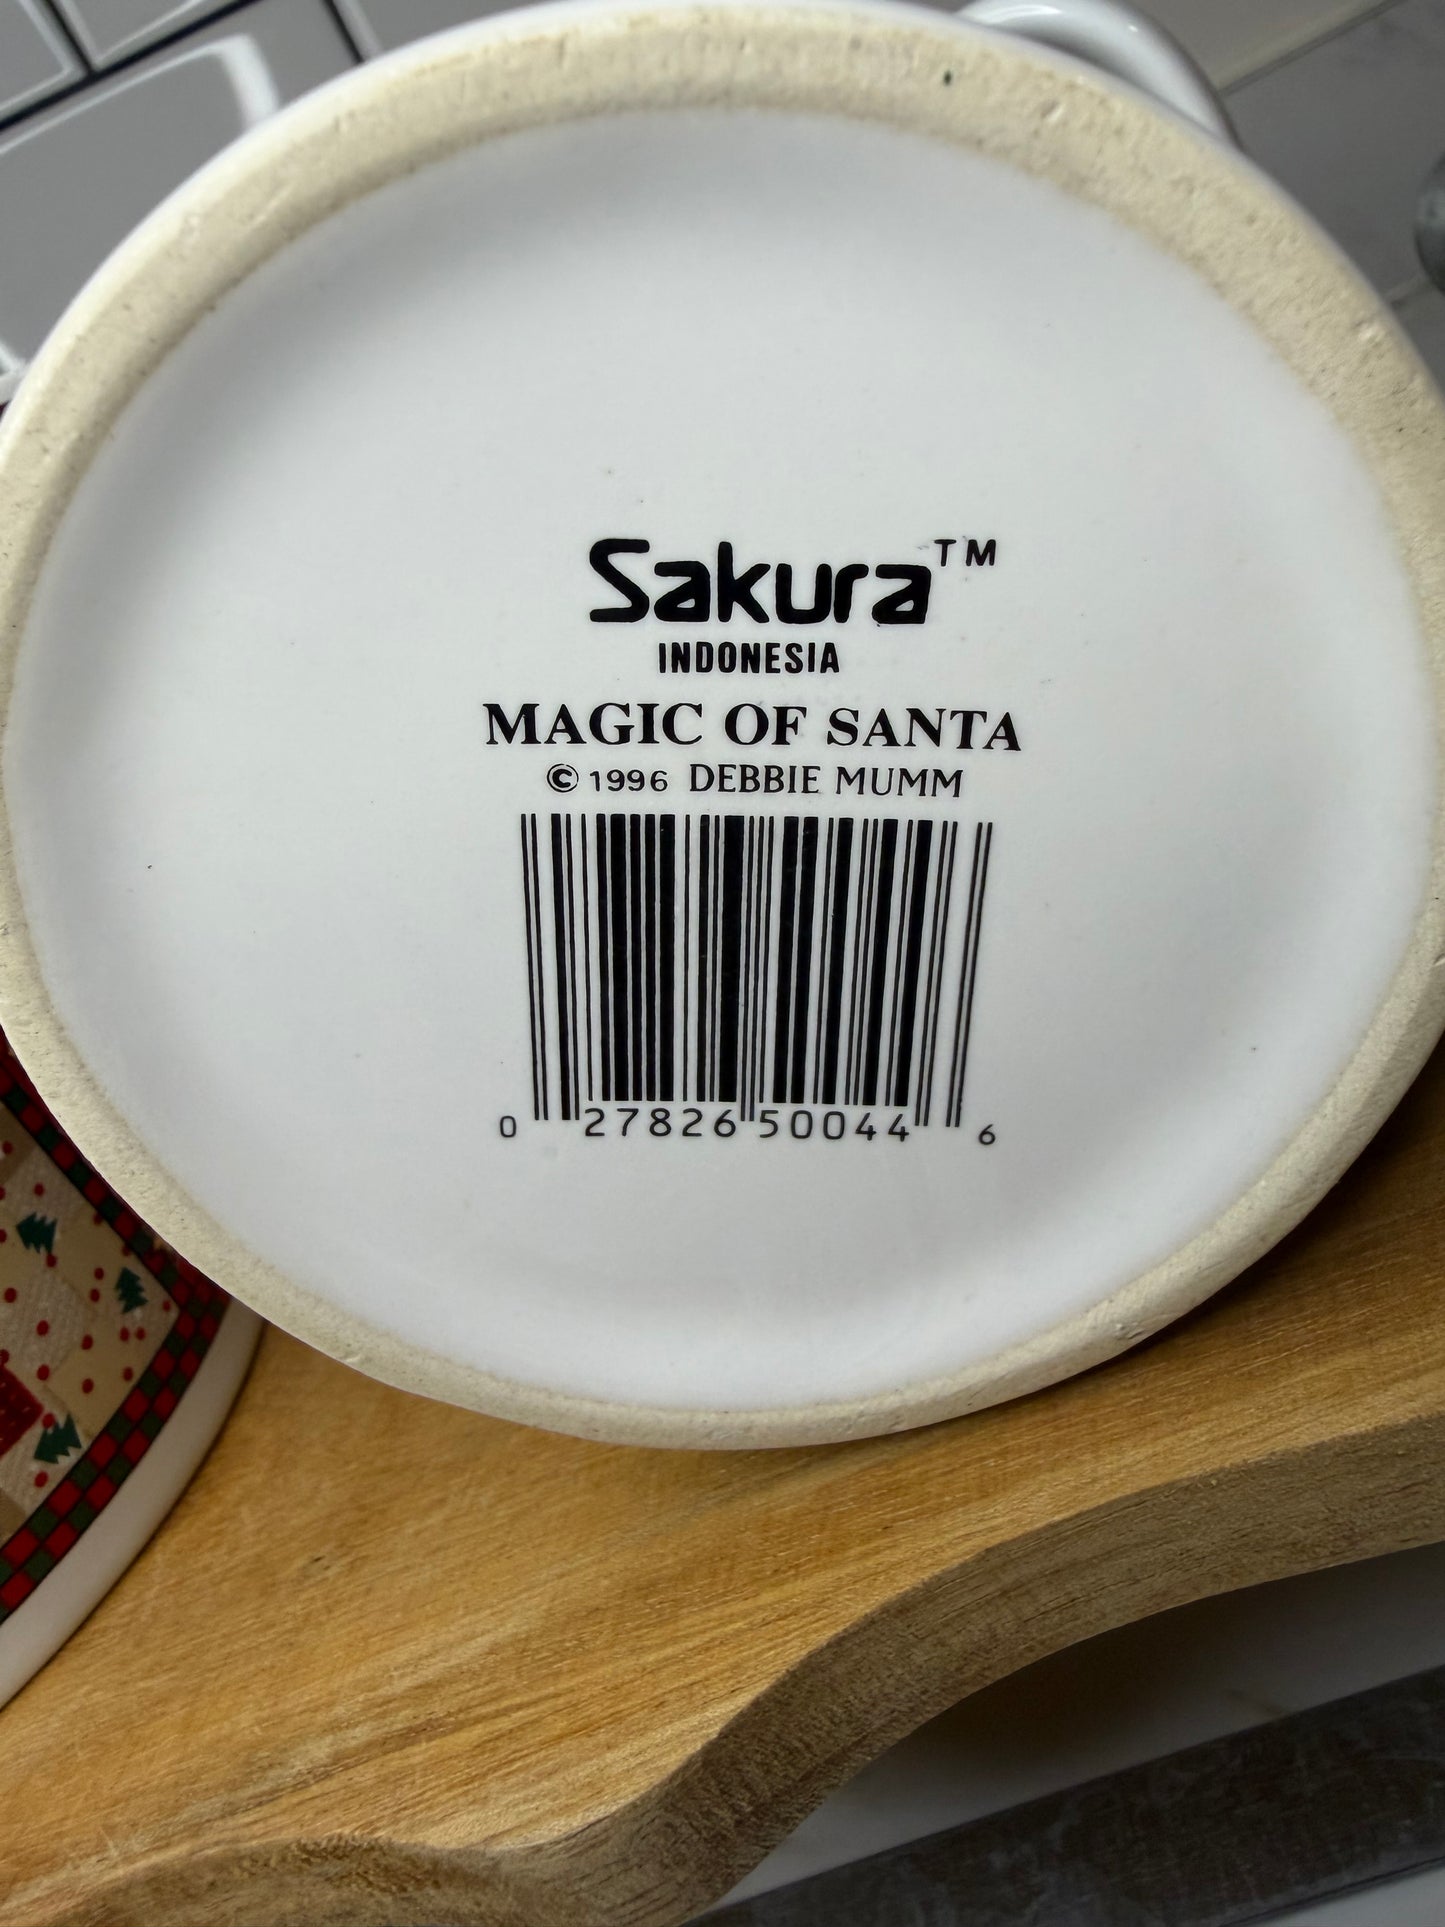 Sakura™
INDONESIA
MAGIC OF SANTA
© 1996 DEBBIE MUMM
0 27826 50044 6